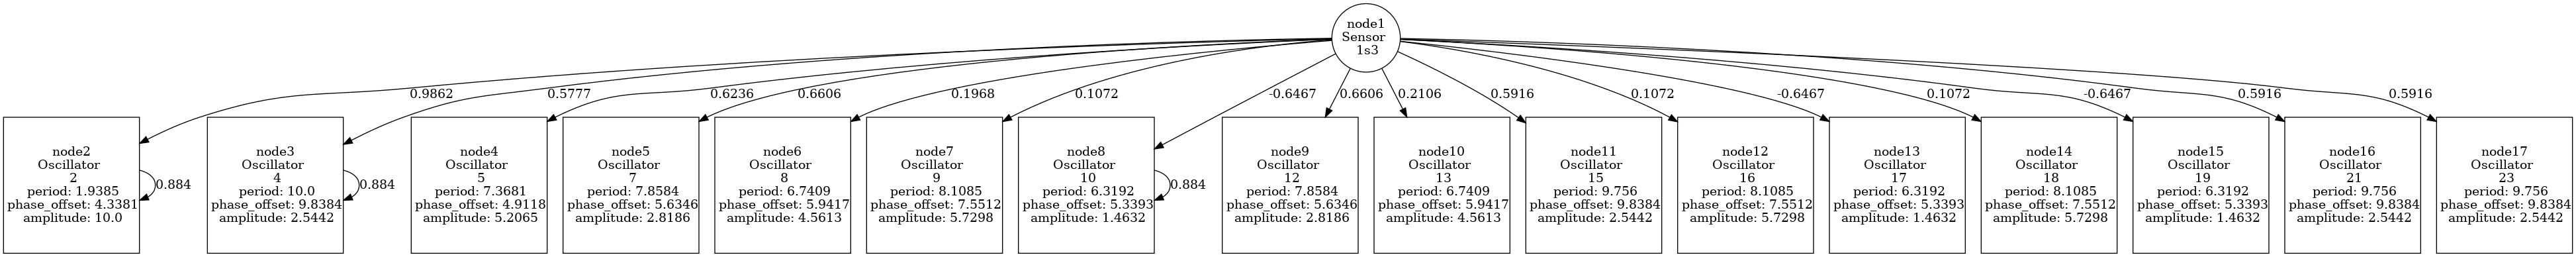 node1
Sensor
1s3
0.9862
0.5777
0.6236
0.6606
0.1968
0.1072
-0.6467
0.6606
0.2106
0.5916
0.1072
-0.6467
0.1072
-0.6467
0.5916
0.5916
node2
Oscillator
2
period: 1.9385
phase_offset: 4.3381
amplitude: 10.0
0.884
node3
Oscillator
4
period: 10.0
phase_offset: 9.8384
amplitude: 2.5442
0.884
node4
Oscillator
5
period: 7.3681
phase_offset: 4.9118
amplitude: 5.2065
node5
Oscillator
7
period: 7.8584
phase_offset: 5.6346
amplitude: 2.8186
node6
Oscillator
8
period: 6.7409
phase_offset: 5.9417
amplitude: 4.5613
node7
Oscillator
9
period: 8.1085
phase_offset: 7.5512
amplitude: 5.7298
node8
Oscillator
10
period: 6.3192
phase_offset: 5.3393
amplitude: 1.4632
0.884
node9
Oscillator
12
period: 7.8584
phase_offset: 5.6346
amplitude: 2.8186
node10
Oscillator
13
period: 6.7409
phase_offset: 5.9417
amplitude: 4.5613
node11
Oscillator
15
period: 9.756
phase_offset: 9.8384
amplitude: 2.5442
node12
Oscillator
16
period: 8.1085
phase_offset: 7.5512
amplitude: 5.7298
node13
Oscillator
17
period: 6.3192
phase_offset: 5.3393
amplitude: 1.4632
node14
Oscillator
18
period: 8.1085
phase_offset: 7.5512
amplitude: 5.7298
node15
Oscillator
19
period: 6.3192
phase_offset: 5.3393
amplitude: 1.4632
node16
Oscillator
21
period: 9.756
phase_offset: 9.8384
amplitude: 2.5442
node17
Oscillator
23
period: 9.756
phase_offset: 9.8384
amplitude: 2.5442